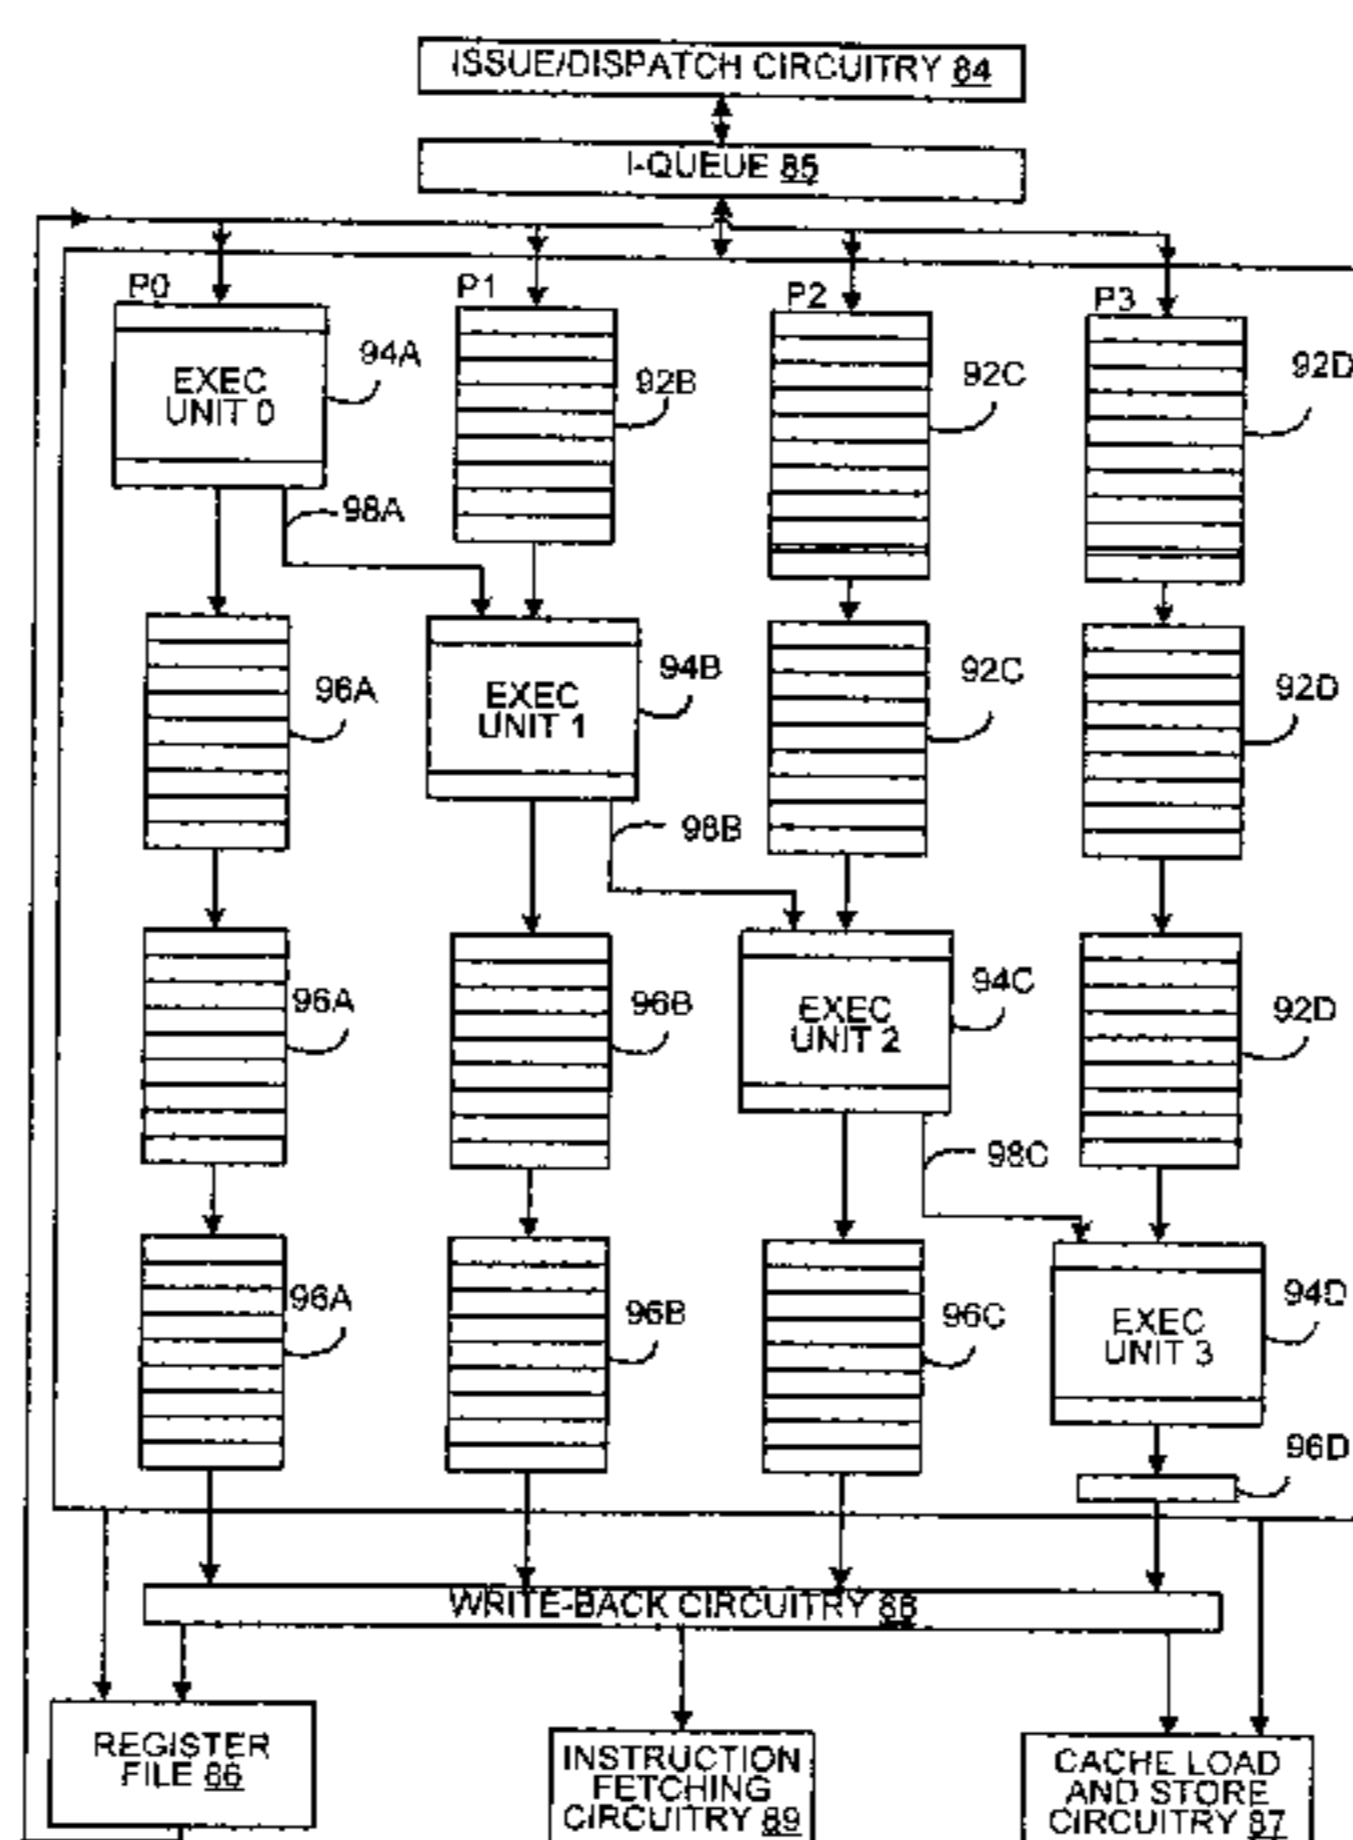 ISSUE/DISPATCH CIRCUITRY 84
I-QUEUE 85
P0
P1
P2
P3
EXEC
UNIT 0
94A
92B
92C
92D
98A
96A
EXEC
UNIT 1
94B
92C
92D
98B
96A
96B
EXEC
UNIT 2
94C
92D
98C
96A
96B
96C
EXEC
UNIT 3
94D
96D
WRITE-BACK CIRCUITRY 88
REGISTER
FILE 86
INSTRUCTION
FETCHING
CIRCUITRY 89
CACHE LOAD
AND STORE
CIRCUITRY 87